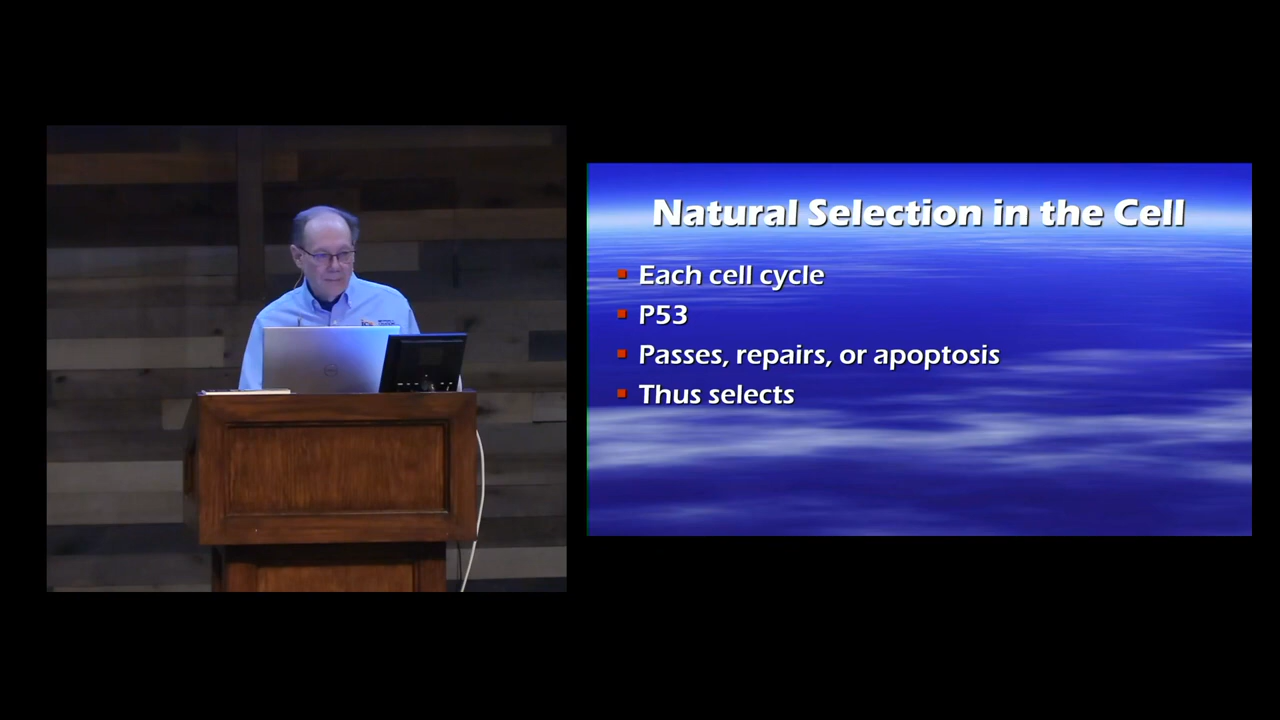 Natural Selection in the Cell
Each cell cycle
P53
Passes, repairs, or apoptosis
Thus selects